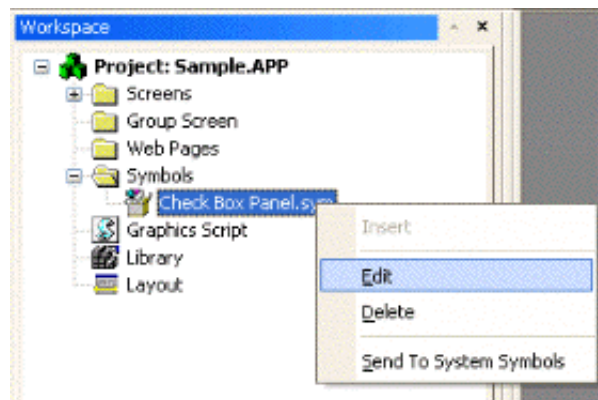 Workspace
Project: Sample.APP
Screens
Group Screen
Web Pages
Symbols
Check Box Panel.sym
Graphics Script
Library
Layout
Insert
Edit
Delete
Send To System Symbols